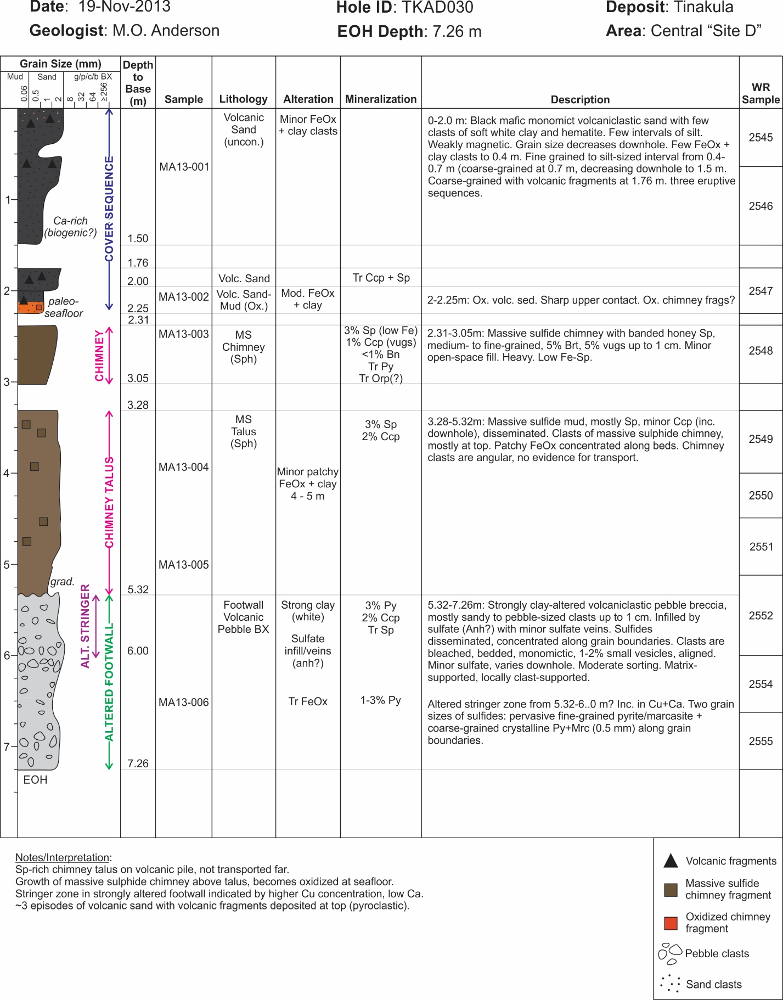 Date: 19-Nov-2013
Hole ID: TKAD030
Deposit: Tinakula
Geologist: M.O. Anderson
EOH Depth: 7.26 m
Area: Central “Site D”
Grain Size (mm)
Mud
Sand
g/p/c/b BX
0.06
0.5
1
2
8
32
64
≥256
Depth
to
Base
(m)
Sample
Lithology
Alteration
Mineralization
Description
WR
Sample
Volcanic
Sand
(uncon.)
Minor FeOx
+ clay clasts
0-2.0 m: Black mafic monomict volcaniclastic sand with few
clasts of soft white clay and hematite. Few intervals of silt.
Weakly magnetic. Grain size decreases downhole. Few FeOx +
clay clasts to 0.4 m. Fine grained to silt-sized interval from 0.4-
0.7 m (coarse-grained at 0.7 m, decreasing downhole to 1.5 m.
Coarse-grained with volcanic fragments at 1.76 m. three eruptive
sequences.
2545
MA13-001
COVER SEQUENCE
1
2546
Ca-rich
(biogenic?)
1.50
1.76
2.00
Volc. Sand
Tr Ccp + Sp
2547
2
paleo-
seafloor
MA13-002
Volc. Sand-
Mud (Ox.)
Mod. FeOx
+ clay
2-2.25m: Ox. volc. sed. Sharp upper contact. Ox. chimney frags?
2.25
2.31
CHIMNEY
MA13-003
MS
Chimney
(Sph)
3% Sp (low Fe)
1% Ccp (vugs)
<1% Bn
Tr Py
Tr Orp(?)
2.31-3.05m: Massive sulfide chimney with banded honey Sp,
medium- to fine-grained, 5% Brt, 5% vugs up to 1 cm. Minor
open-space fill. Heavy. Low Fe-Sp.
2548
3.05
3
3.28
MS
Talus
(Sph)
3% Sp
2% Ccp
3.28-5.32m: Massive sulfide mud, mostly Sp, minor Ccp (inc.
downhole), disseminated. Clasts of massive sulphide chimney,
mostly at top. Patchy FeOx concentrated along beds. Chimney
clasts are angular, no evidence for transport.
2549
CHIMNEY TALUS
MA13-004
4
Minor patchy
FeOx + clay
4 - 5 m
2550
2551
5
MA13-005
grad.
5.32
ALT. STRINGER
ALTERED FOOTWALL
Footwall
Volcanic
Pebble BX
Strong clay
(white)
Sulfate
infill/veins
(anh?)
3% Py
2% Ccp
Tr Sp
5.32-7.26m: Strongly clay-altered volcaniclastic pebble breccia,
mostly sandy to pebble-sized clasts up to 1 cm. Infilled by
sulfate (Anh?) with minor sulfate veins. Sulfides
disseminated, concentrated along grain boundaries. Clasts are
bleached, bedded, monomictic, 1-2% small vesicles, aligned.
Minor sulfate, varies downhole. Moderate sorting. Matrix-
supported, locally clast-supported.
2552
6.00
6
2554
MA13-006
Tr FeOx
1-3% Py
Altered stringer zone from 5.32-6..0 m? Inc. in Cu+Ca. Two grain
sizes of sulfides: pervasive fine-grained pyrite/marcasite +
coarse-grained crystalline Py+Mrc (0.5 mm) along grain
boundaries.
2555
7
7.26
EOH
Notes/Interpretation:
Sp-rich chimney talus on volcanic pile, not transported far.
Growth of massive sulphide chimney above talus, becomes oxidized at seafloor.
Stringer zone in strongly altered footwall indicated by higher Cu concentration, low Ca.
~3 episodes of volcanic sand with volcanic fragments deposited at top (pyroclastic).
Volcanic fragments
Massive sulfide
chimney fragment
Oxidized chimney
fragment
Pebble clasts
Sand clasts